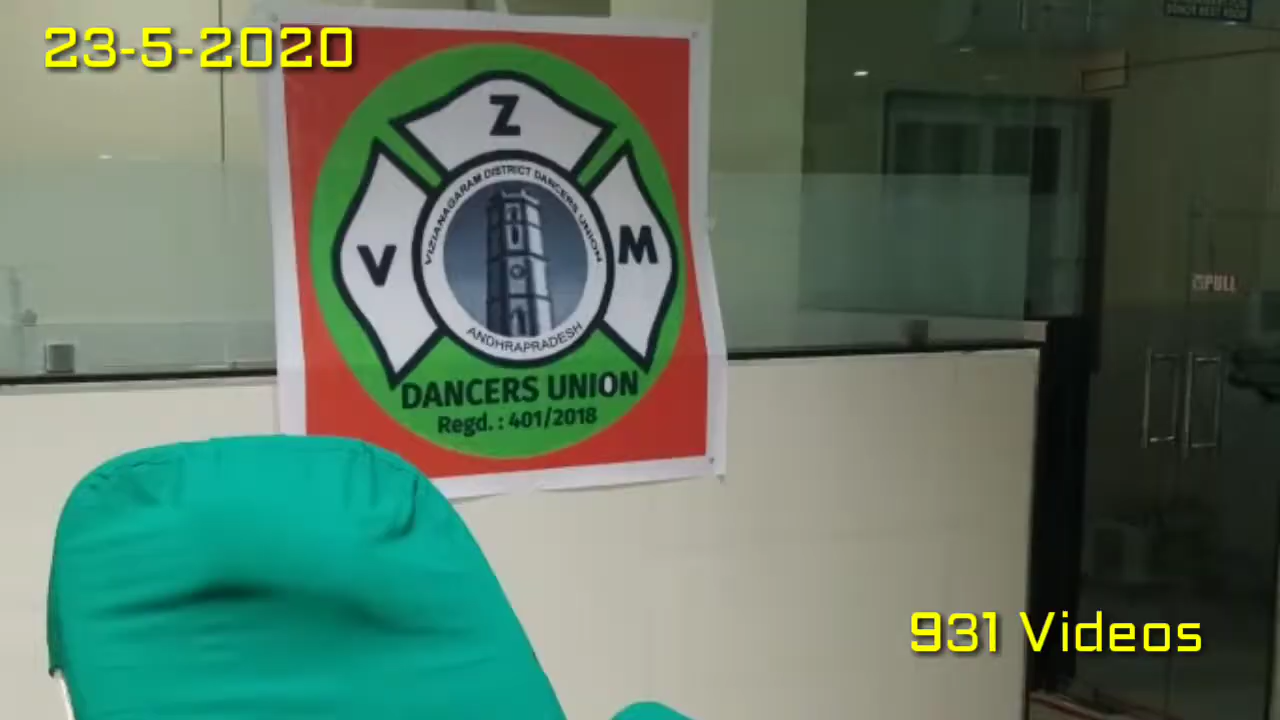 23-5-2020
Z
V
M
VIZIANAGARAM DISTRICT DANCERS UNION
ANDHRAPRADESH
DANCERS UNION
Regd. : 401/2018
PULL
931 Videos